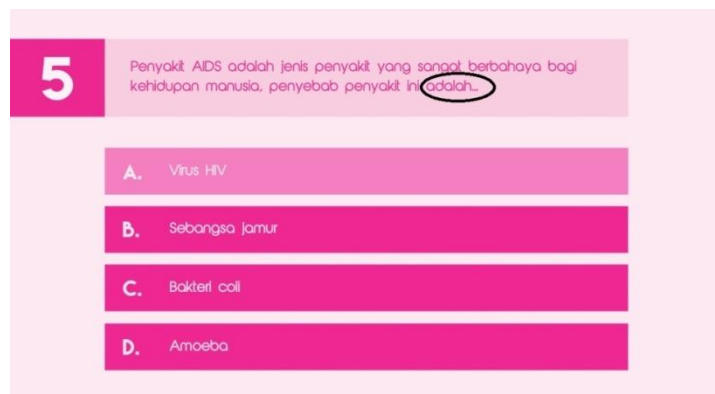 5
Penyakit AIDS adalah jenis penyakit yang sangat berbahaya bagi
kehidupan manusia, penyebab penyakit ini adalah...
A. Virus HIV
B. Sebangsa jamur
C. Bakteri coli
D. Amoeba